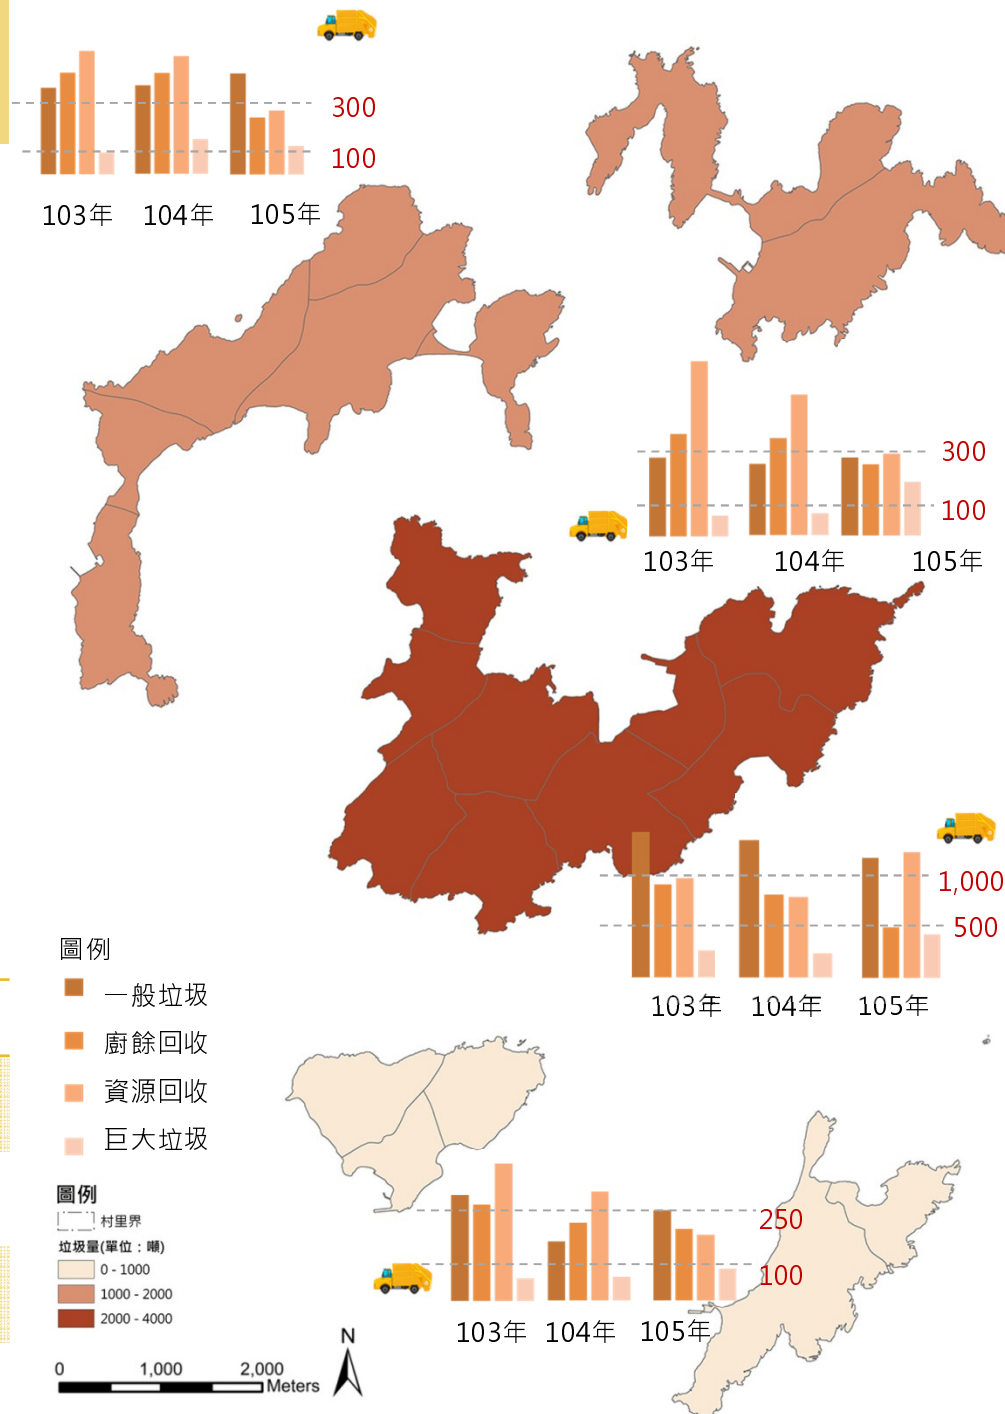 300
100
103年 104年 105年
300
100
103年 104年 105年
1,000
500
103年 104年 105年
圖例
一般垃圾
廚餘回收
資源回收
巨大垃圾
250
100
103年 104年 105年
圖例
村里界
垃圾量(單位：噸)
0 - 1000
1000 - 2000
2000 - 4000
N
0 1,000 2,000
Meters